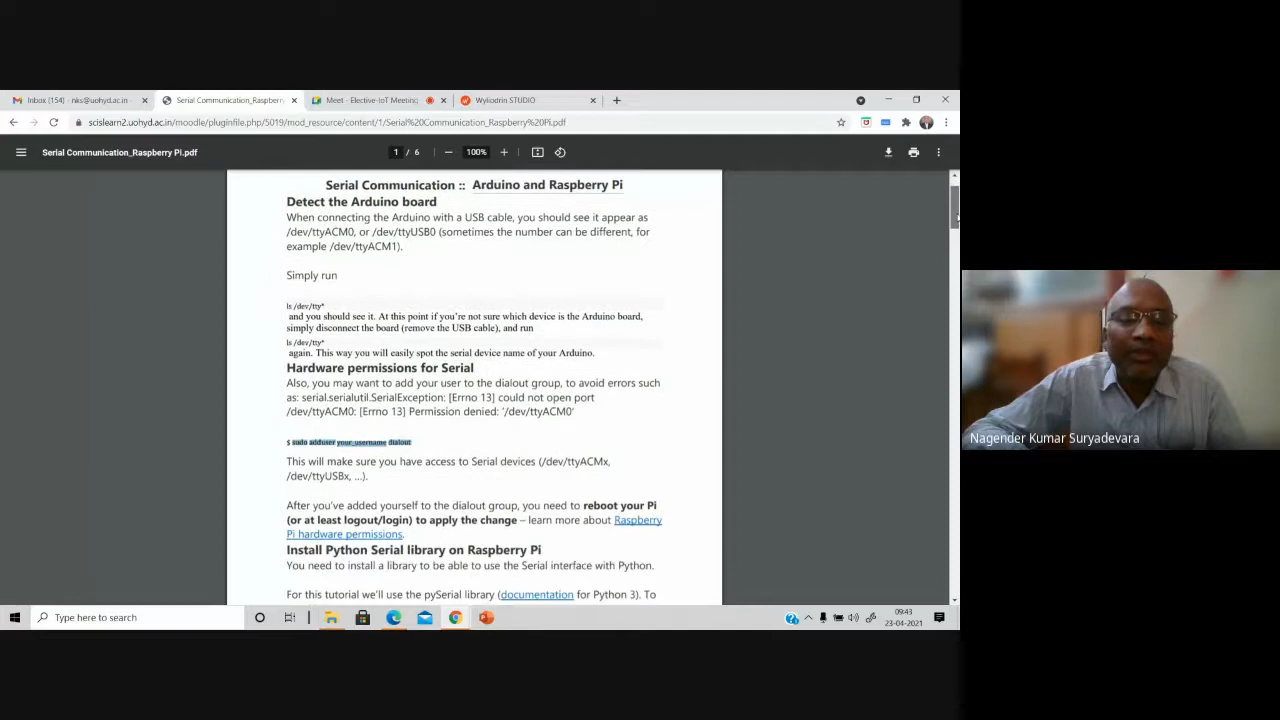 Inbox (154) - nks@uohyd.ac.in
Serial Communication_Raspberry
Meet - Elective-IoT Meeting
Wyliodrin STUDIO
scislearn2.uohyd.ac.in/moodle/pluginfile.php/5019/mod_resource/content/1/Serial%20Communication_Raspberry%20Pi.pdf
Serial Communication_Raspberry Pi.pdf
1 / 6
100%
Serial Communication :: Arduino and Raspberry Pi
Detect the Arduino board
When connecting the Arduino with a USB cable, you should see it appear as
/dev/ttyACM0, or /dev/ttyUSB0 (sometimes the number can be different, for
example /dev/ttyACM1).
Simply run
ls /dev/tty*
and you should see it. At this point if you're not sure which device is the Arduino board,
simply disconnect the board (remove the USB cable), and run
ls /dev/tty*
again. This way you will easily spot the serial device name of your Arduino.
Hardware permissions for Serial
Also, you may want to add your user to the dialout group, to avoid errors such
as: serial.serialutil.SerialException: [Errno 13] could not open port
/dev/ttyACM0: [Errno 13] Permission denied: '/dev/ttyACM0'
$ sudo adduser your_username dialout
This will make sure you have access to Serial devices (/dev/ttyACMx,
/dev/ttyUSBx, …).
After you've added yourself to the dialout group, you need to reboot your Pi
(or at least logout/login) to apply the change – learn more about Raspberry
Pi hardware permissions.
Install Python Serial library on Raspberry Pi
You need to install a library to be able to use the Serial interface with Python.
For this tutorial we'll use the pySerial library (documentation for Python 3). To
Nagender Kumar Suryadevara
Type here to search
09:43
23-04-2021